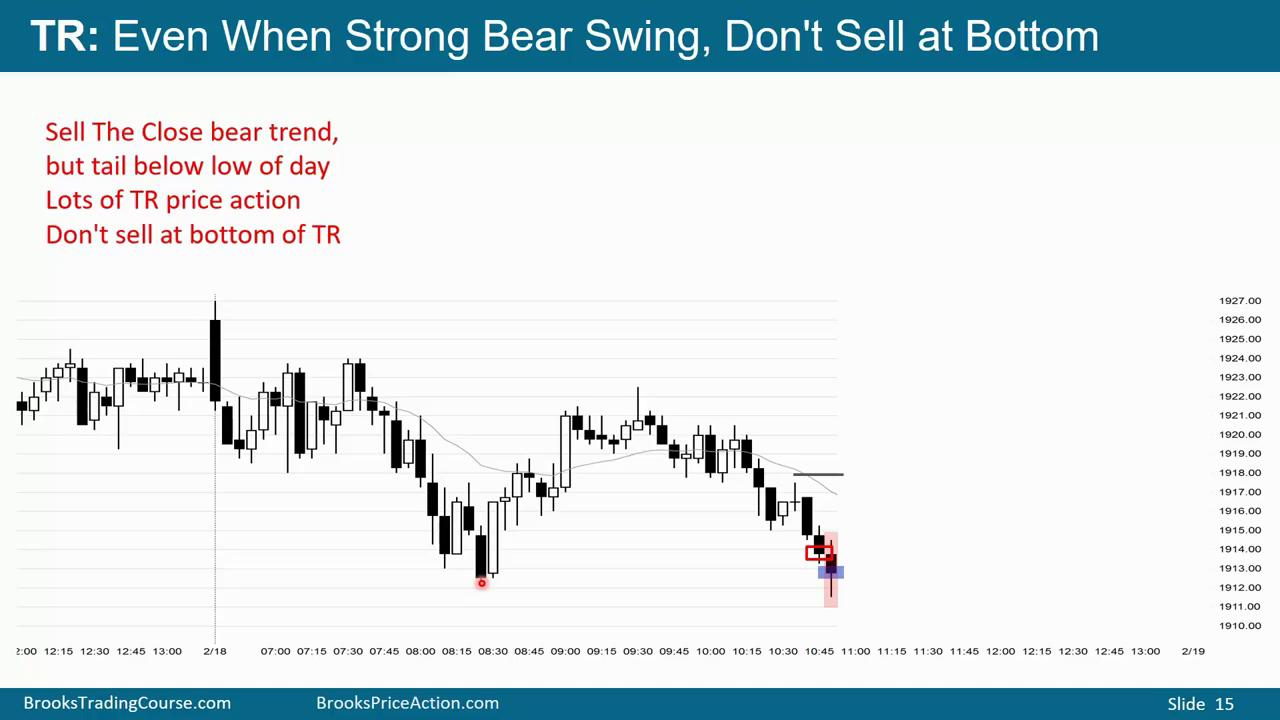 TR: Even When Strong Bear Swing, Don't Sell at Bottom
Sell The Close bear trend,
but tail below low of day
Lots of TR price action
Don't sell at bottom of TR
1927.00
1926.00
1925.00
1924.00
1923.00
1922.00
1921.00
1920.00
1919.00
1918.00
1917.00
1916.00
1915.00
1914.00
1913.00
1912.00
1911.00
1910.00
2:00 12:15 12:30 12:45 13:00 2/18 07:00 07:15 07:30 07:45 08:00 08:15 08:30 08:45 09:00 09:15 09:30 09:45 10:00 10:15 10:30 10:45 11:00 11:15 11:30 11:45 12:00 12:15 12:30 12:45 13:00 2/19
BrooksTradingCourse.com BrooksPriceAction.com Slide 15